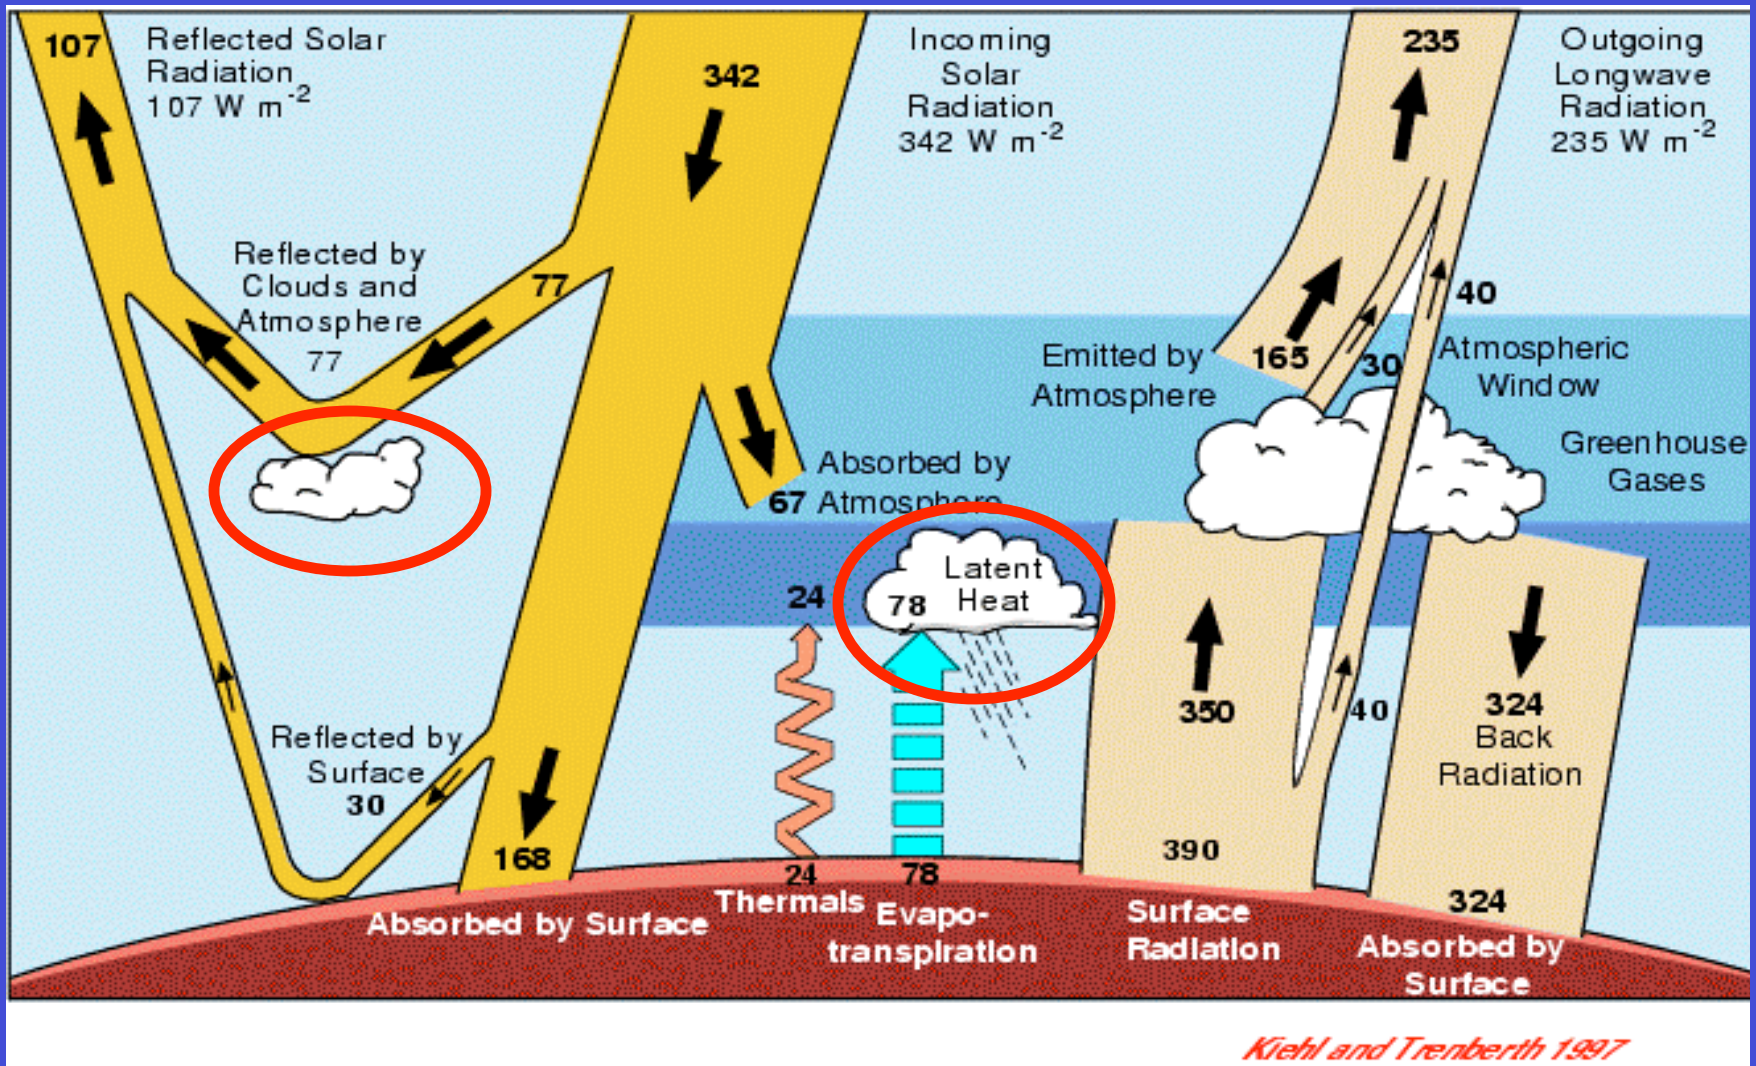 107
Reflected Solar
Radiation
107 W m-2
342
Incoming
Solar
Radiation
342 W m-2
235
Outgoing
Longwave
Radiation
235 W m-2
Reflected by
Clouds and
Atmosphere
77
77
Emitted by
Atmosphere
165
30
40
Atmospheric
Window
Greenhouse
Gases
67
Absorbed by
Atmosphere
24
78
Latent
Heat
350
40
324
Back
Radiation
Reflected by
Surface
30
168
390
324
24
78
Absorbed by Surface
Thermals
Evapo-
transpiration
Surface
Radiation
Absorbed by
Surface
Kiehl and Trenberth 1997